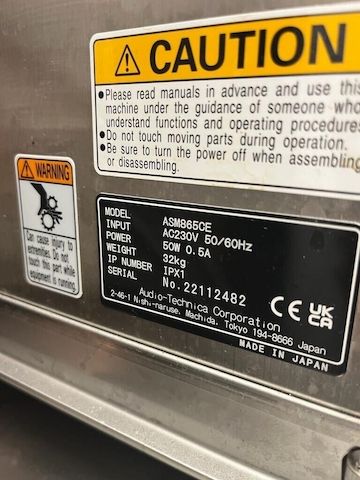 CAUTION
●Please read manuals in advance and use this
machine under the guidance of someone who
understand functions and operating procedures
●Do not touch moving parts during operation.
●Be sure to turn the power off when assembling
or disassembling.
WARNING
Can cause injury to
extremities. Do not
touch this part while
equipment is running.
MODEL ASM865CE
INPUT AC230V 50/60Hz
POWER 50W 0.5A
WEIGHT 32kg
IP NUMBER IPX1
SERIAL No.22112482
Audio-Technica Corporation
2-46-1 Nishi-naruse. Machida. Tokyo 194-8666 Japan
MADE IN JAPAN
CE UKCA